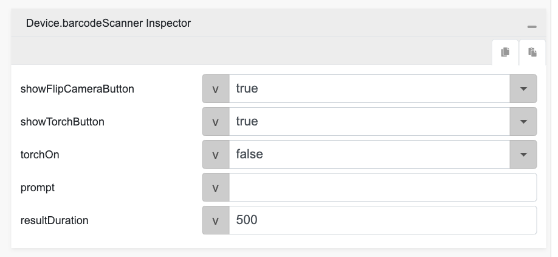 Device.barcodeScanner Inspector
showFlipCameraButton v true
showTorchButton v true
torchOn v false
prompt v
resultDuration v 500